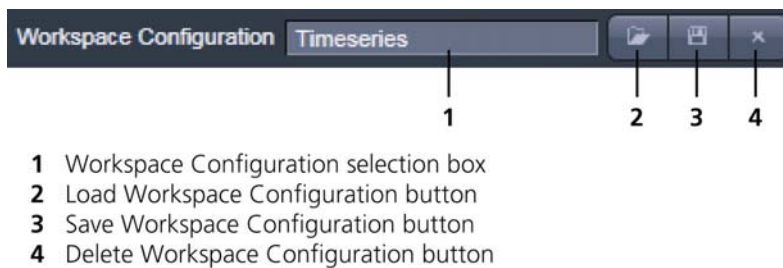 Workspace Configuration Timeseries
1 2 3 4
1 Workspace Configuration selection box
2 Load Workspace Configuration button
3 Save Workspace Configuration button
4 Delete Workspace Configuration button